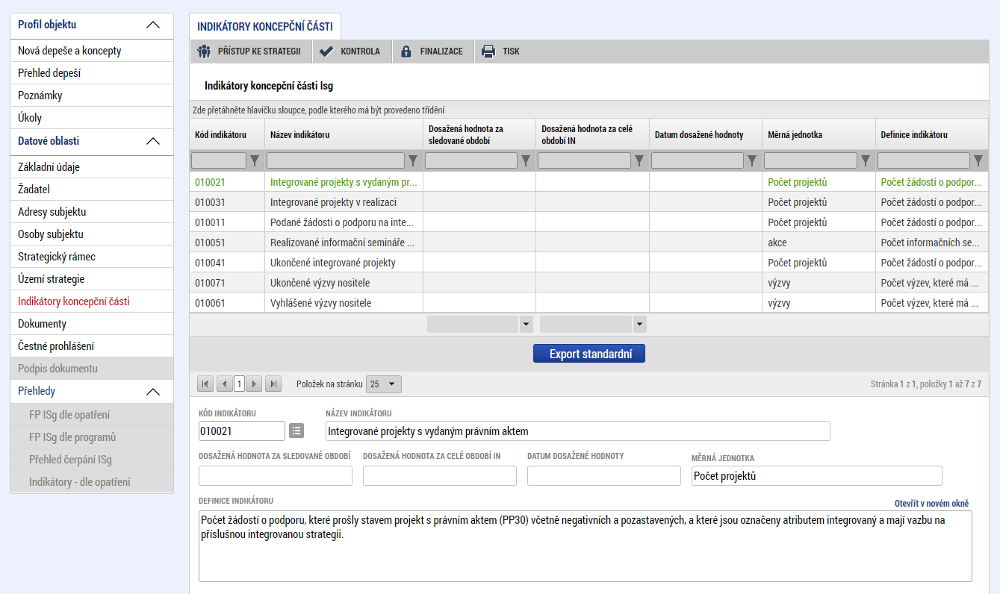 Profil objektu
Nová depeše a koncepty
Přehled depeší
Poznámky
Úkoly
Datové oblasti
Základní údaje
Žadatel
Adresy subjektu
Osoby subjektu
Strategický rámec
Území strategie
Indikátory koncepční části
Dokumenty
Čestné prohlášení
Podpis dokumentu
Přehledy
FP ISg dle opatření
FP ISg dle programů
Přehled čerpání ISg
Indikátory - dle opatření
INDIKÁTORY KONCEPČNÍ ČÁSTI
PŘÍSTUP KE STRATEGII KONTROLA FINALIZACE TISK
Indikátory koncepční části Isg
Zde přetáhněte hlavičku sloupce, podle kterého má být provedeno třídění
Kód indikátoru Název indikátoru Dosažená hodnota za sledované období Dosažená hodnota za celé období IN Datum dosažené hodnoty Měrná jednotka Definice indikátoru
010021 Integrované projekty s vydaným pr... Počet projektů Počet žádostí o podpor...
010031 Integrované projekty v realizaci Počet projektů Počet žádostí o podpor...
010011 Podané žádosti o podporu na inte... Počet projektů Počet žádostí o podpor...
010051 Realizované informační semináře ... akce Počet informačních se...
010041 Ukončené integrované projekty Počet projektů Počet žádostí o podpor...
010071 Ukončené výzvy nositele výzvy Počet výzev, které má ...
010061 Vyhlášené výzvy nositele výzvy Počet výzev, které má ...
Export standardní
1 Položek na stránku 25 Stránka 1 z 1, položky 1 až 7 z 7
KÓD INDIKÁTORU NÁZEV INDIKÁTORU
010021 Integrované projekty s vydaným právním aktem
DOSAŽENÁ HODNOTA ZA SLEDOVANÉ OBDOBÍ DOSAŽENÁ HODNOTA ZA CELÉ OBDOBÍ IN DATUM DOSAŽENÉ HODNOTY MĚRNÁ JEDNOTKA
Počet projektů
DEFINICE INDIKÁTORU Otevřít v novém okně
Počet žádostí o podporu, které prošly stavem projekt s právním aktem (PP30) včetně negativních a pozastavených, a které jsou označeny atributem integrovaný a mají vazbu na
příslušnou integrovanou strategii.